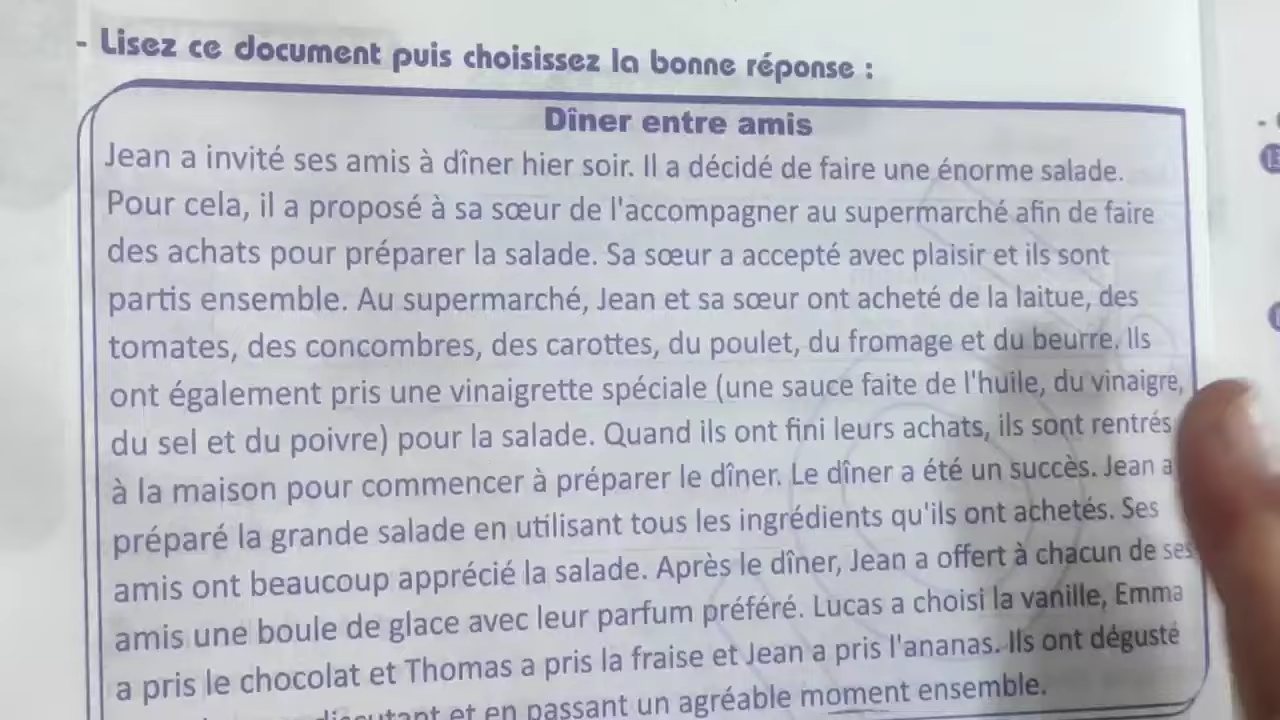 - Lisez ce document puis choisissez la bonne réponse :
Dîner entre amis
Jean a invité ses amis à dîner hier soir. Il a décidé de faire une énorme salade.
Pour cela, il a proposé à sa sœur de l'accompagner au supermarché afin de faire
des achats pour préparer la salade. Sa sœur a accepté avec plaisir et ils sont
partis ensemble. Au supermarché, Jean et sa sœur ont acheté de la laitue, des
tomates, des concombres, des carottes, du poulet, du fromage et du beurre. Ils
ont également pris une vinaigrette spéciale (une sauce faite de l'huile, du vinaigre,
du sel et du poivre) pour la salade. Quand ils ont fini leurs achats, ils sont rentrés
à la maison pour commencer à préparer le dîner. Le dîner a été un succès. Jean a
préparé la grande salade en utilisant tous les ingrédients qu'ils ont achetés. Ses
amis ont beaucoup apprécié la salade. Après le dîner, Jean a offert à chacun de ses
amis une boule de glace avec leur parfum préféré. Lucas a choisi la vanille, Emma
a pris le chocolat et Thomas a pris la fraise et Jean a pris l'ananas. Ils ont dégusté
et en passant un agréable moment ensemble.